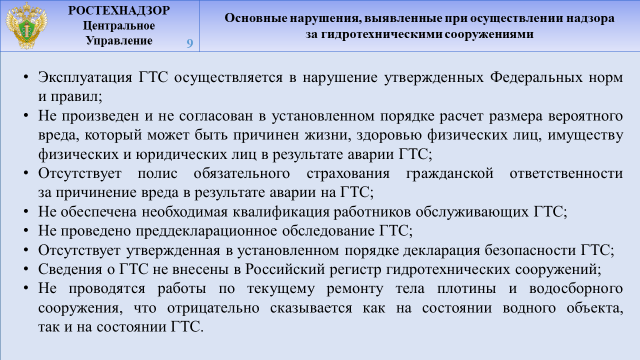 РОСТЕХНАДЗОР
Центральное
Управление
9
Основные нарушения, выявленные при осуществлении надзора
за гидротехническими сооружениями
• Эксплуатация ГТС осуществляется в нарушение утвержденных Федеральных норм
и правил;
• Не произведен и не согласован в установленном порядке расчет размера вероятного
вреда, который может быть причинен жизни, здоровью физических лиц, имуществу
физических и юридических лиц в результате аварии ГТС;
• Отсутствует полис обязательного страхования гражданской ответственности
за причинение вреда в результате аварии на ГТС;
• Не обеспечена необходимая квалификация работников обслуживающих ГТС;
• Не проведено преддекларационное обследование ГТС;
• Отсутствует утвержденная в установленном порядке декларация безопасности ГТС;
• Сведения о ГТС не внесены в Российский регистр гидротехнических сооружений;
• Не проводятся работы по текущему ремонту тела плотины и водосборного
сооружения, что отрицательно сказывается как на состоянии водного объекта,
так и на состоянии ГТС.